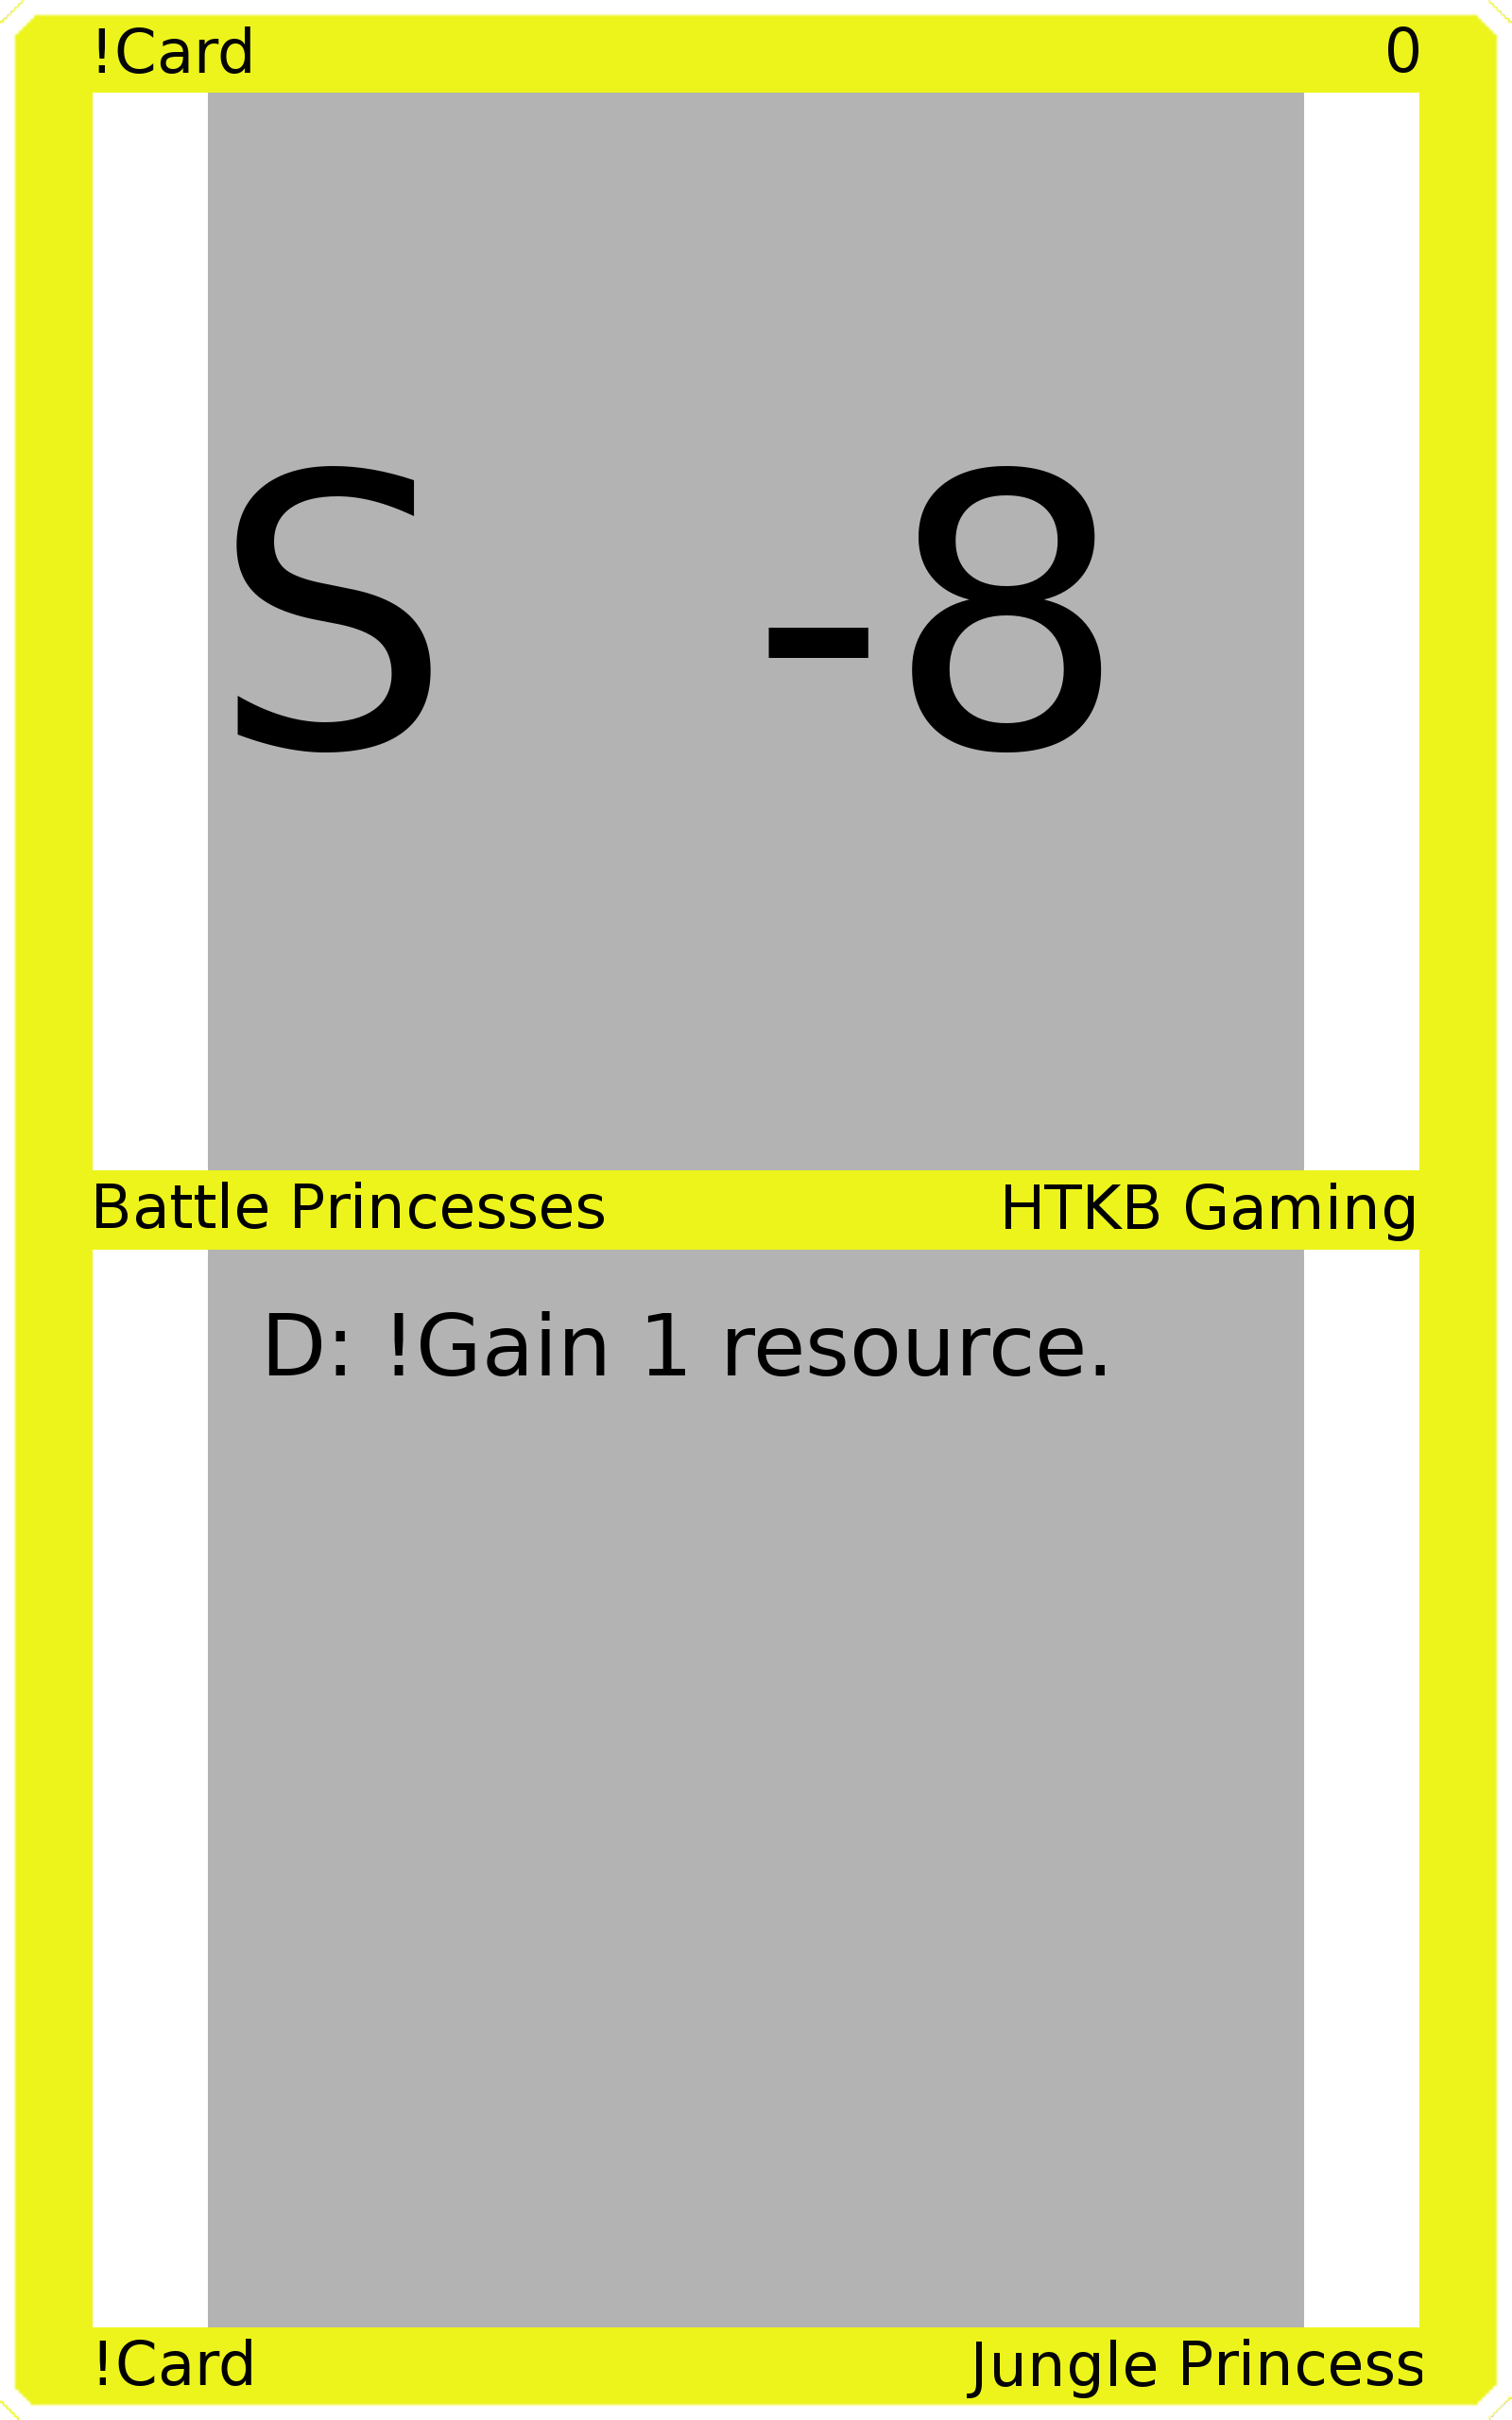 !Card 0
S -8
Battle Princesses HTKB Gaming
D: !Gain 1 resource.
!Card Jungle Princess